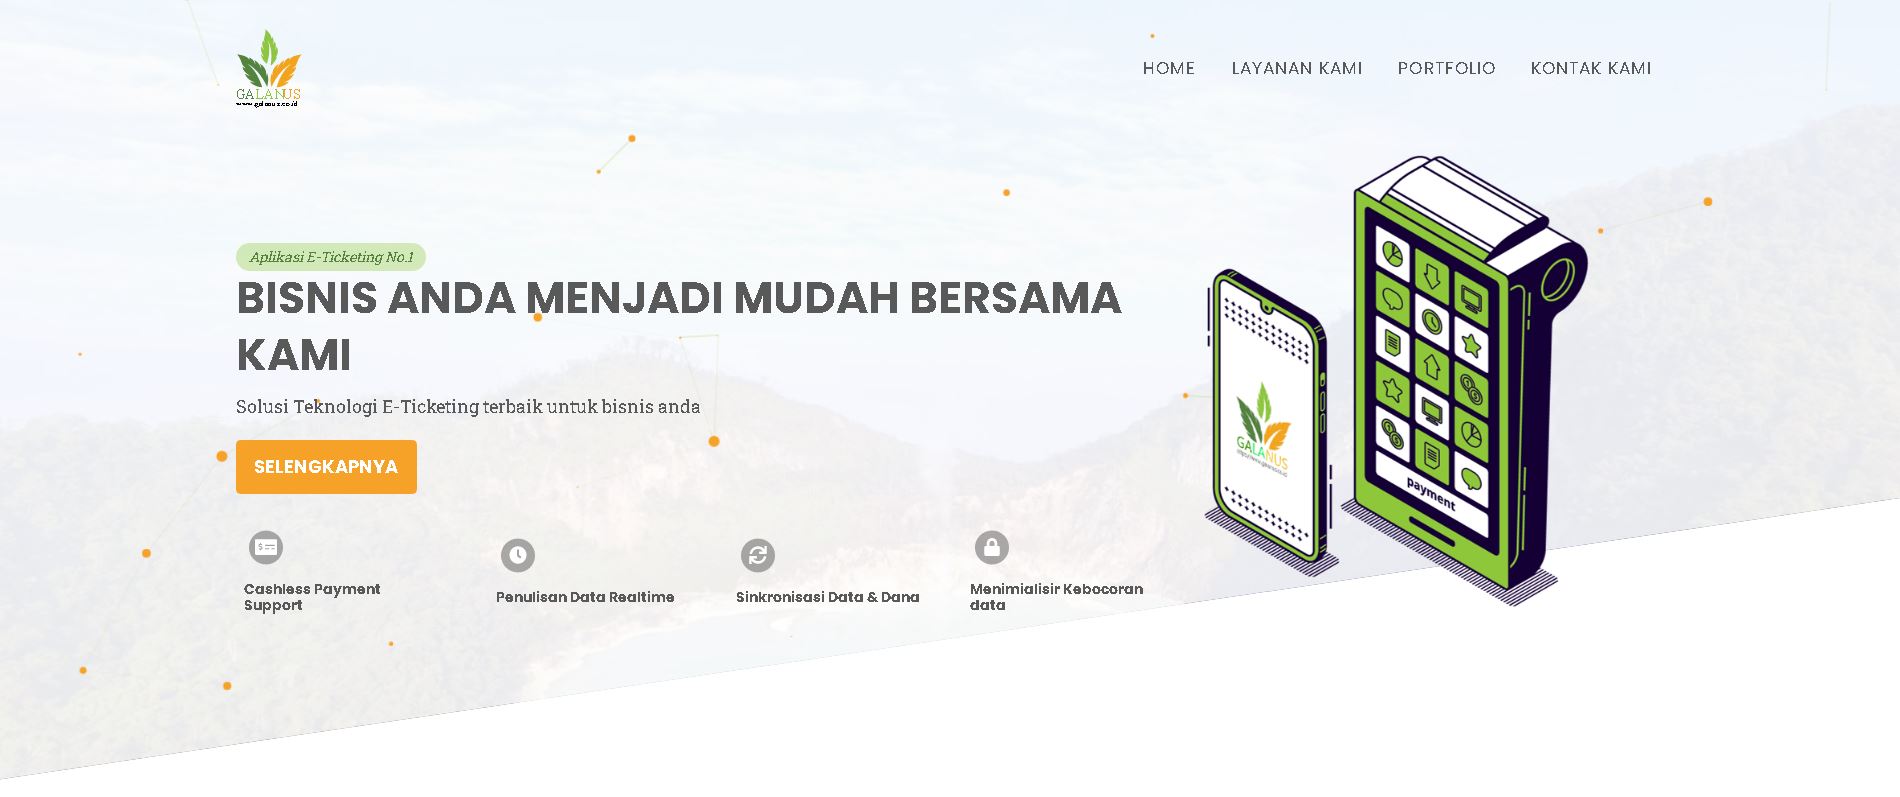 GALANUS
www.galanus.co.id
HOME LAYANAN KAMI PORTFOLIO KONTAK KAMI
Aplikasi E-Ticketing No.1
BISNIS ANDA MENJADI MUDAH BERSAMA
KAMI
Solusi Teknologi E-Ticketing terbaik untuk bisnis anda
SELENGKAPNYA
Cashless Payment
Support
Penulisan Data Realtime
Sinkronisasi Data & Dana
Menimialisir Kebocoran
data
GALANUS
payment